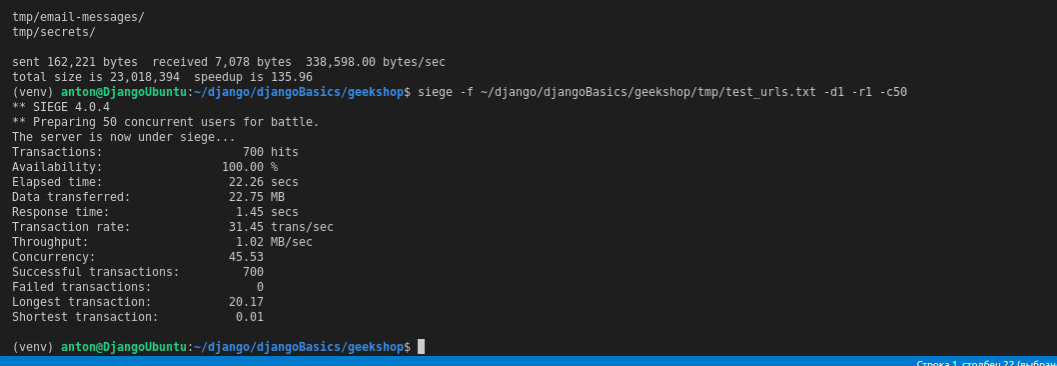 tmp/email-messages/
tmp/secrets/
sent 162,221 bytes  received 7,078 bytes  338,598.00 bytes/sec
total size is 23,018,394  speedup is 135.96
(venv) anton@DjangoUbuntu:~/django/djangoBasics/geekshop$ siege -f ~/django/djangoBasics/geekshop/tmp/test_urls.txt -d1 -r1 -c50
** SIEGE 4.0.4
** Preparing 50 concurrent users for battle.
The server is now under siege...
Transactions: 700 hits
Availability: 100.00 %
Elapsed time: 22.26 secs
Data transferred: 22.75 MB
Response time: 1.45 secs
Transaction rate: 31.45 trans/sec
Throughput: 1.02 MB/sec
Concurrency: 45.53
Successful transactions: 700
Failed transactions: 0
Longest transaction: 20.17
Shortest transaction: 0.01
(venv) anton@DjangoUbuntu:~/django/djangoBasics/geekshop$
Строка 1, столбец 22 (выбран